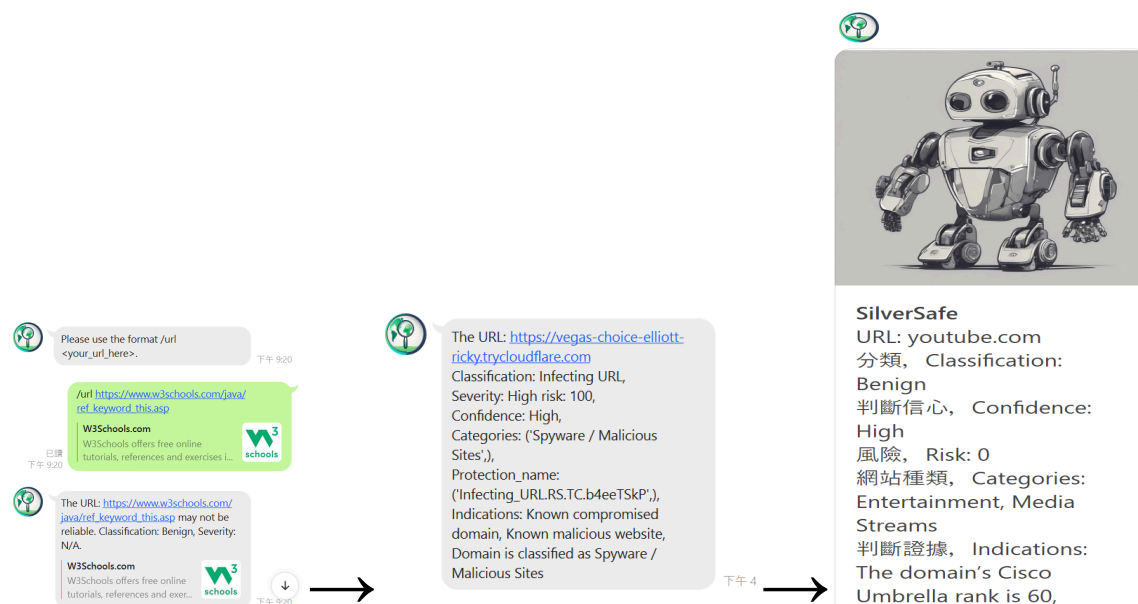 Please use the format /url
<your_url_here>.
下午 9:20
/url https://www.w3schools.com/java/
ref_keyword_this.asp
W3Schools.com
W3Schools offers free online
tutorials, references and exercises i...
W3
schools
已讀
下午 9:20
The URL: https://www.w3schools.com/
java/ref_keyword_this.asp may not be
reliable. Classification: Benign, Severity:
N/A.
W3Schools.com
W3Schools offers free online
tutorials, references and exer...
W3
schools
下午 9:20
The URL: https://vegas-choice-elliott-
ricky.trycloudflare.com
Classification: Infecting URL,
Severity: High risk: 100,
Confidence: High,
Categories: ('Spyware / Malicious
Sites',),
Protection_name:
('Infecting_URL.RS.TC.b4eeTSkP',),
Indications: Known compromised
domain, Known malicious website,
Domain is classified as Spyware /
Malicious Sites
下午 4
SilverSafe
URL: youtube.com
分類, Classification:
Benign
判斷信心, Confidence:
High
風險, Risk: 0
網站種類, Categories:
Entertainment, Media
Streams
判斷證據, Indications:
The domain's Cisco
Umbrella rank is 60,